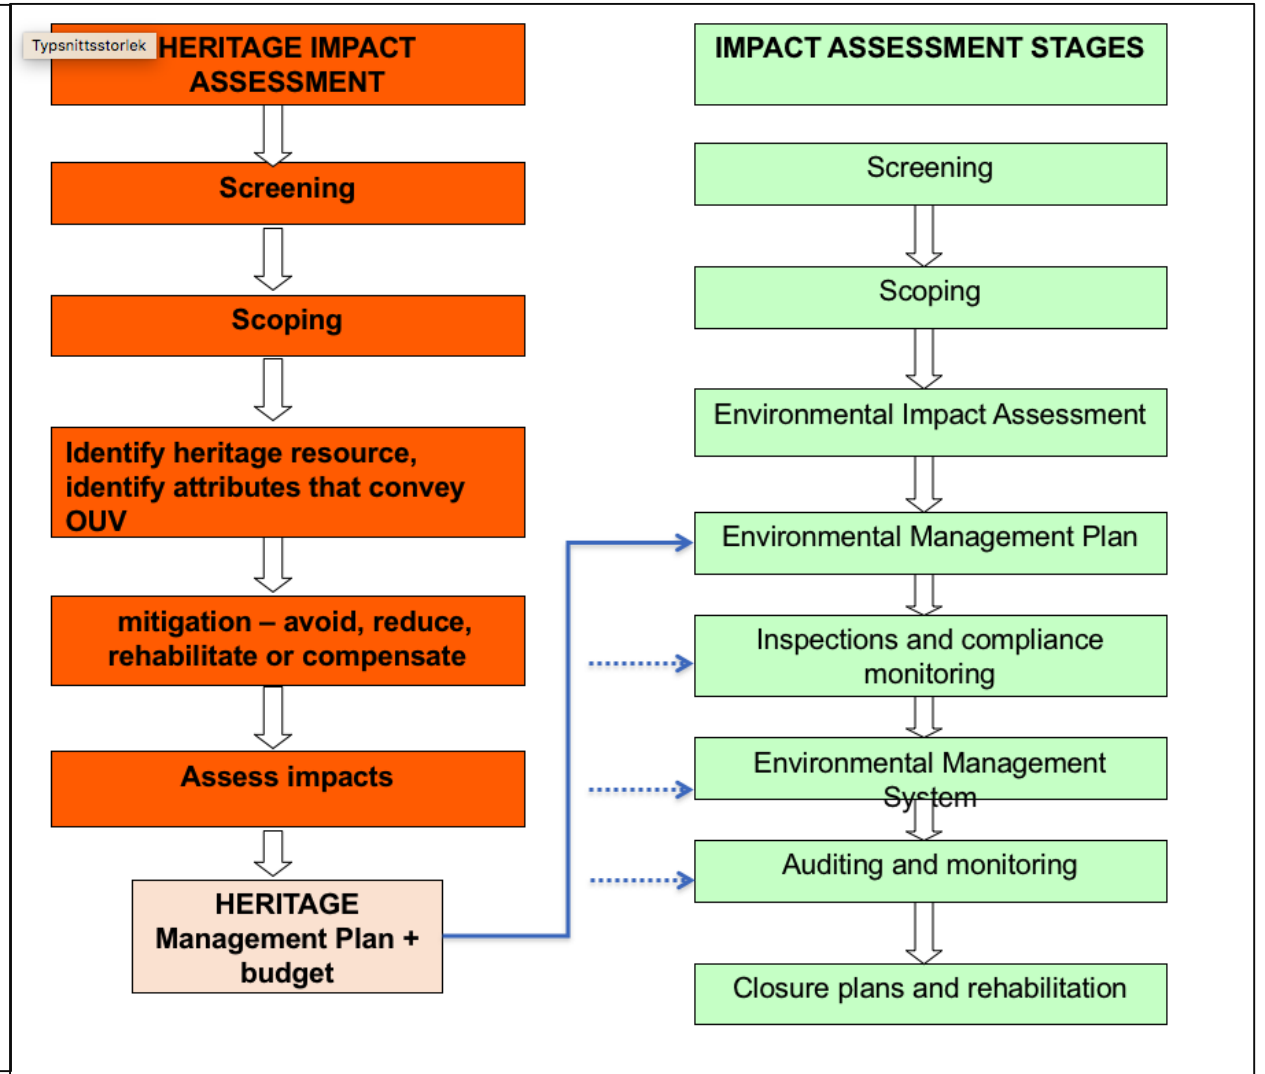 Typsnittsstorlek
HERITAGE IMPACT
ASSESSMENT
Screening
Scoping
Identify heritage resource,
identify attributes that convey
OUV
mitigation – avoid, reduce,
rehabilitate or compensate
Assess impacts
HERITAGE
Management Plan +
budget
IMPACT ASSESSMENT STAGES
Screening
Scoping
Environmental Impact Assessment
Environmental Management Plan
Inspections and compliance
monitoring
Environmental Management
System
Auditing and monitoring
Closure plans and rehabilitation